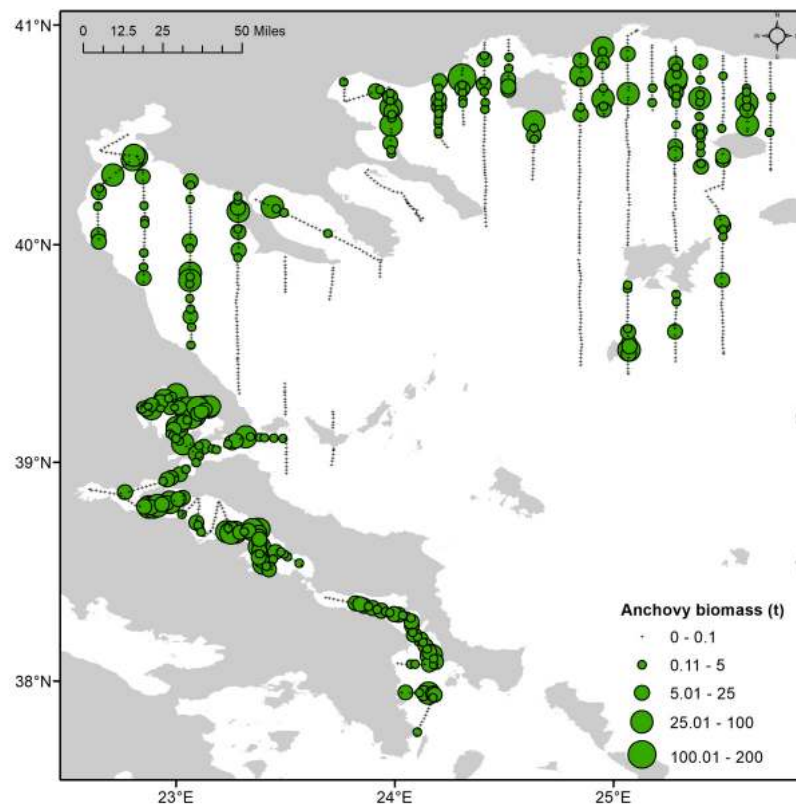 41°N
0 12.5 25 50 Miles
N
40°N
39°N
38°N
Anchovy biomass (t)
0 - 0.1
0.11 - 5
5.01 - 25
25.01 - 100
100.01 - 200
23°E 24°E 25°E